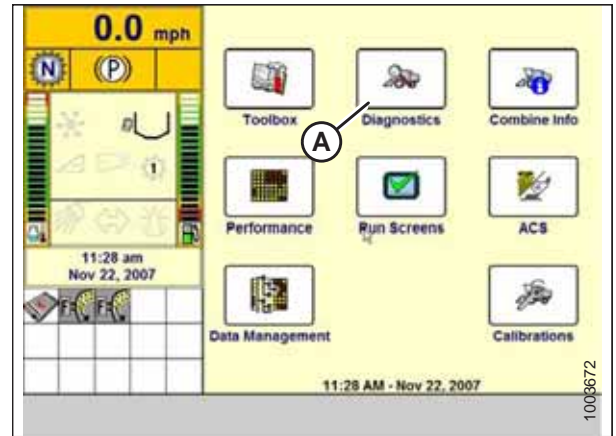 0.0 mph
N
P
Toolbox
Diagnostics
Combine Info
A
1
Performance
Run Screens
ACS
11:28 am
Nov 22, 2007
F
F
Data Management
Calibrations
11:28 AM - Nov 22, 2007
1003672